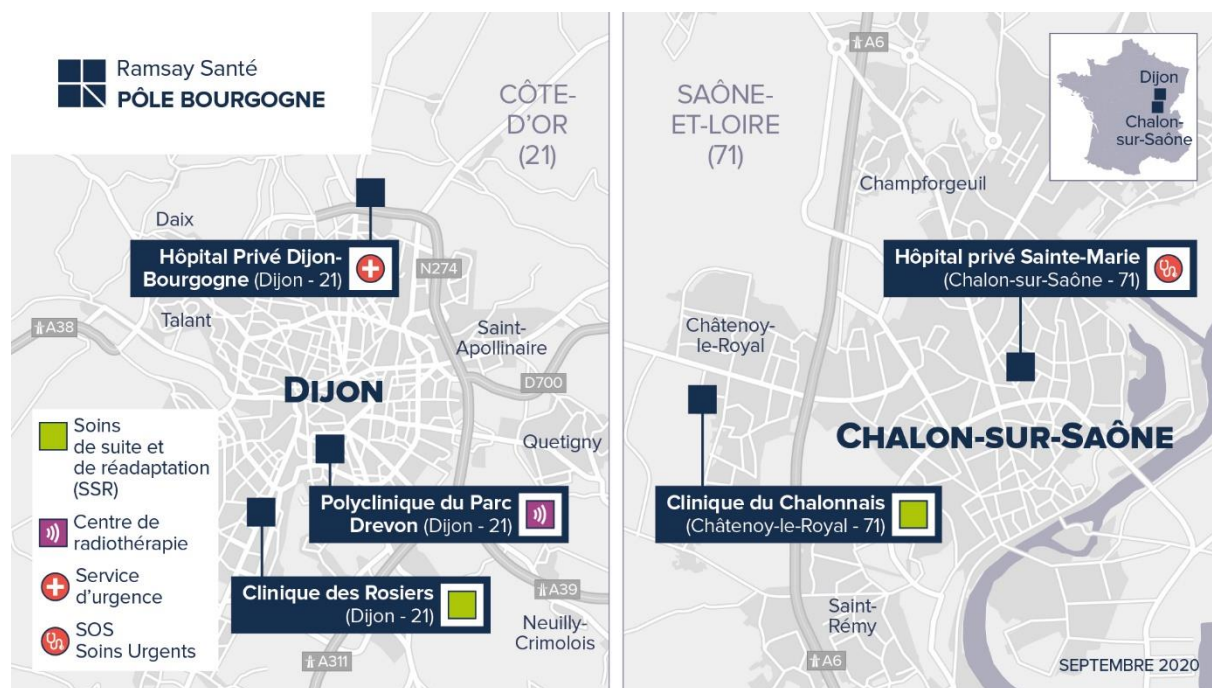 Ramsay Santé
PÔLE BOURGOGNE
CÔTE-
D'OR
(21)
Daix
Hôpital Privé Dijon-
Bourgogne (Dijon - 21)
N274
A38
Talant
Saint-
Apollinaire
D700
DIJON
Quetigny
Polyclinique du Parc
Drevon (Dijon - 21)
Clinique des Rosiers
(Dijon - 21)
A39
Neuilly-
Crimolois
A311
Soins
de suite et
de réadaptation
(SSR)
Centre de
radiothérapie
Service
d'urgence
SOS
Soins Urgents
SAÔNE-
ET-LOIRE
(71)
A6
Dijon
Chalon-
sur-Saône
Champforgeuil
Hôpital privé Sainte-Marie
(Chalon-sur-Saône - 71)
Châtenoy-
le-Royal
CHALON-SUR-SAÔNE
Clinique du Chalonnais
(Châtenoy-le-Royal - 71)
Saint-
Rémy
A6
SEPTEMBRE 2020